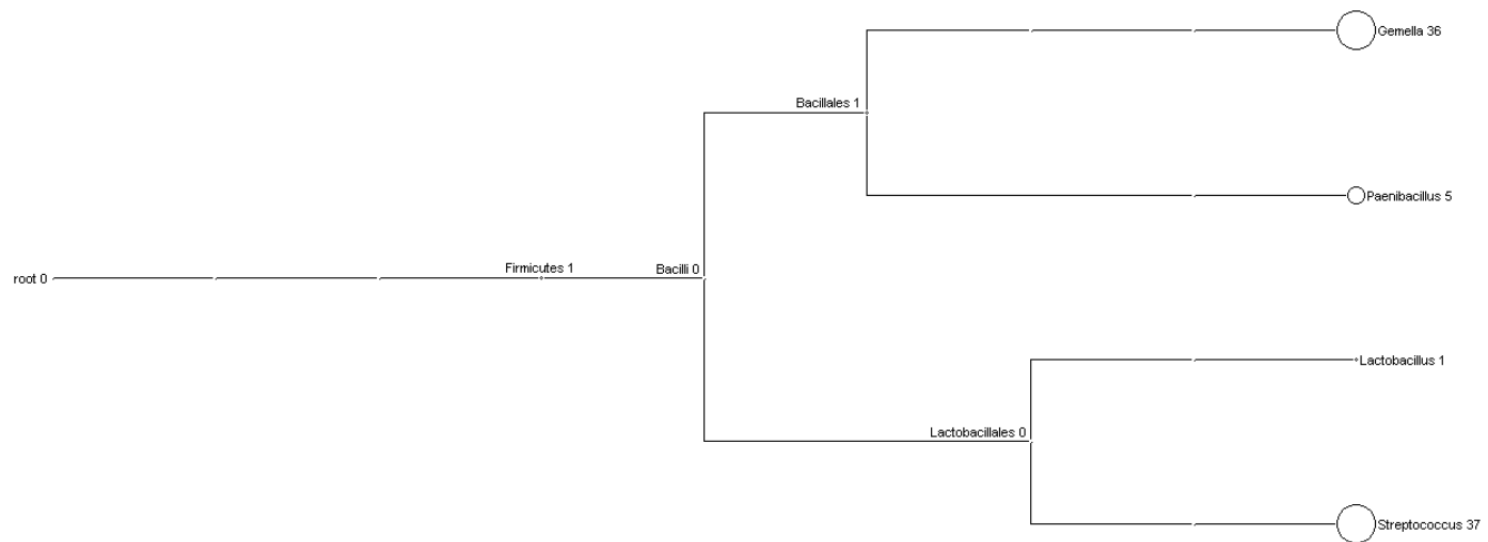 Gemella 36
Bacillales 1
Paenibacillus 5
Firmicutes 1
Bacilli 0
root 0
Lactobacillus 1
Lactobacillales 0
Streptococcus 37